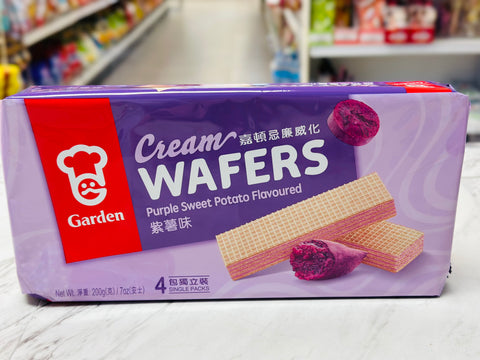 Cream
嘉頓忌廉威化
WAFERS
Purple Sweet Potato Flavoured
紫薯味
Garden
Net Wt. 淨重: 200g(克) / 7oz(安士)
4 包獨立裝
SINGLE PACKS